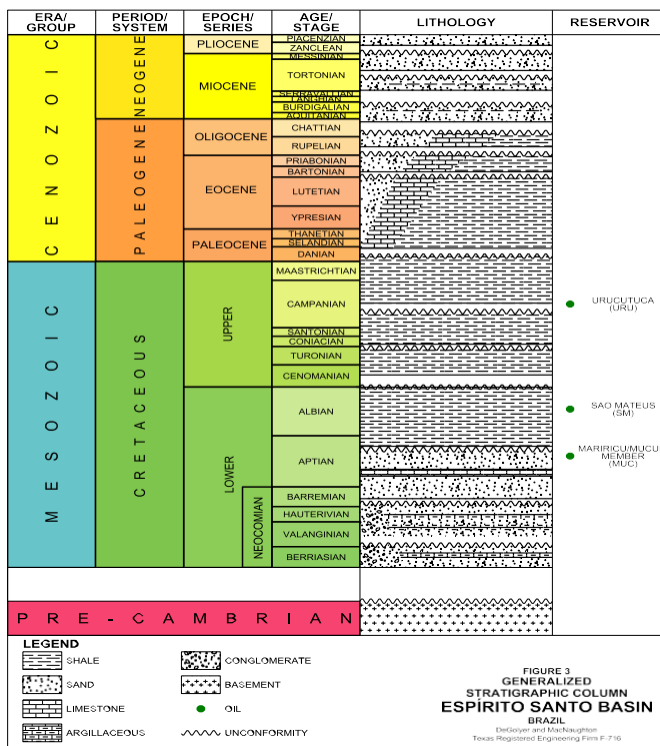 ERA/
GROUP
PERIOD/
SYSTEM
EPOCH/
SERIES
AGE/
STAGE
LITHOLOGY
RESERVOIR
CENOZOIC
MESOZOIC
NEOGENE
PALEOGENE
CRETACEOUS
PLIOCENE
MIOCENE
OLIGOCENE
EOCENE
PALEOCENE
UPPER
LOWER
NEOCOMIAN
PIACENZIAN
ZANCLEAN
MESSINIAN
TORTONIAN
SERRAVALLIAN
LANGHIAN
BURDIGALIAN
AQUITANIAN
CHATTIAN
RUPELIAN
PRIABONIAN
BARTONIAN
LUTETIAN
YPRESIAN
THANETIAN
SELANDIAN
DANIAN
MAASTRICHTIAN
CAMPANIAN
SANTONIAN
CONIACIAN
TURONIAN
CENOMANIAN
ALBIAN
APTIAN
BARREMIAN
HAUTERIVIAN
VALANGINIAN
BERRIASIAN
URUCUTUCA
(URU)
SAO MATEUS
(SM)
MARIRICU/MUCU
MEMBER
(MUC)
PRE-CAMBRIAN
LEGEND
SHALE
SAND
LIMESTONE
ARGILLACEOUS
CONGLOMERATE
BASEMENT
OIL
UNCONFORMITY
FIGURE 3
GENERALIZED
STRATIGRAPHIC COLUMN
ESPÍRITO SANTO BASIN
BRAZIL
DeGolyer and MacNaughton
Texas Registered Engineering Firm F-716